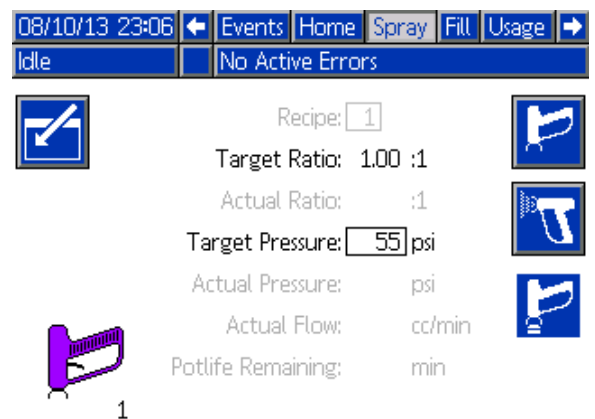 08/10/13 23:06 Events Home Spray Fill Usage
Idle No Active Errors
Recipe: 1
Target Ratio: 1.00 :1
Actual Ratio: :1
Target Pressure: 55 psi
Actual Pressure: psi
Actual Flow: cc/min
Potlife Remaining: min
1